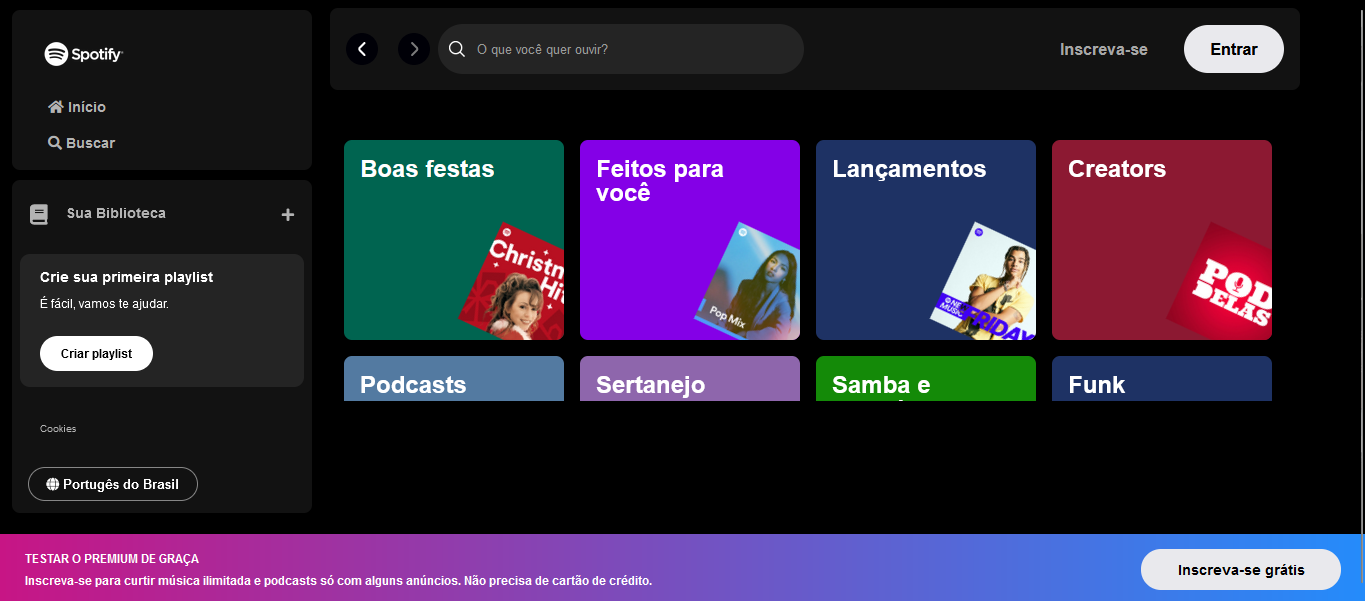 Spotify
Início
Buscar
Sua Biblioteca
Crie sua primeira playlist
É fácil, vamos te ajudar.
Criar playlist
Cookies
Portugês do Brasil
O que você quer ouvir?
Inscreva-se
Entrar
Boas festas
Christm
Hit
Feitos para
você
Pop Mix
Lançamentos
NE
MUSIC
FRIDAY
Creators
POD
DELAS
Podcasts
Sertanejo
Samba e
Funk
TESTAR O PREMIUM DE GRAÇA
Inscreva-se para curtir música ilimitada e podcasts só com alguns anúncios. Não precisa de cartão de crédito.
Inscreva-se grátis